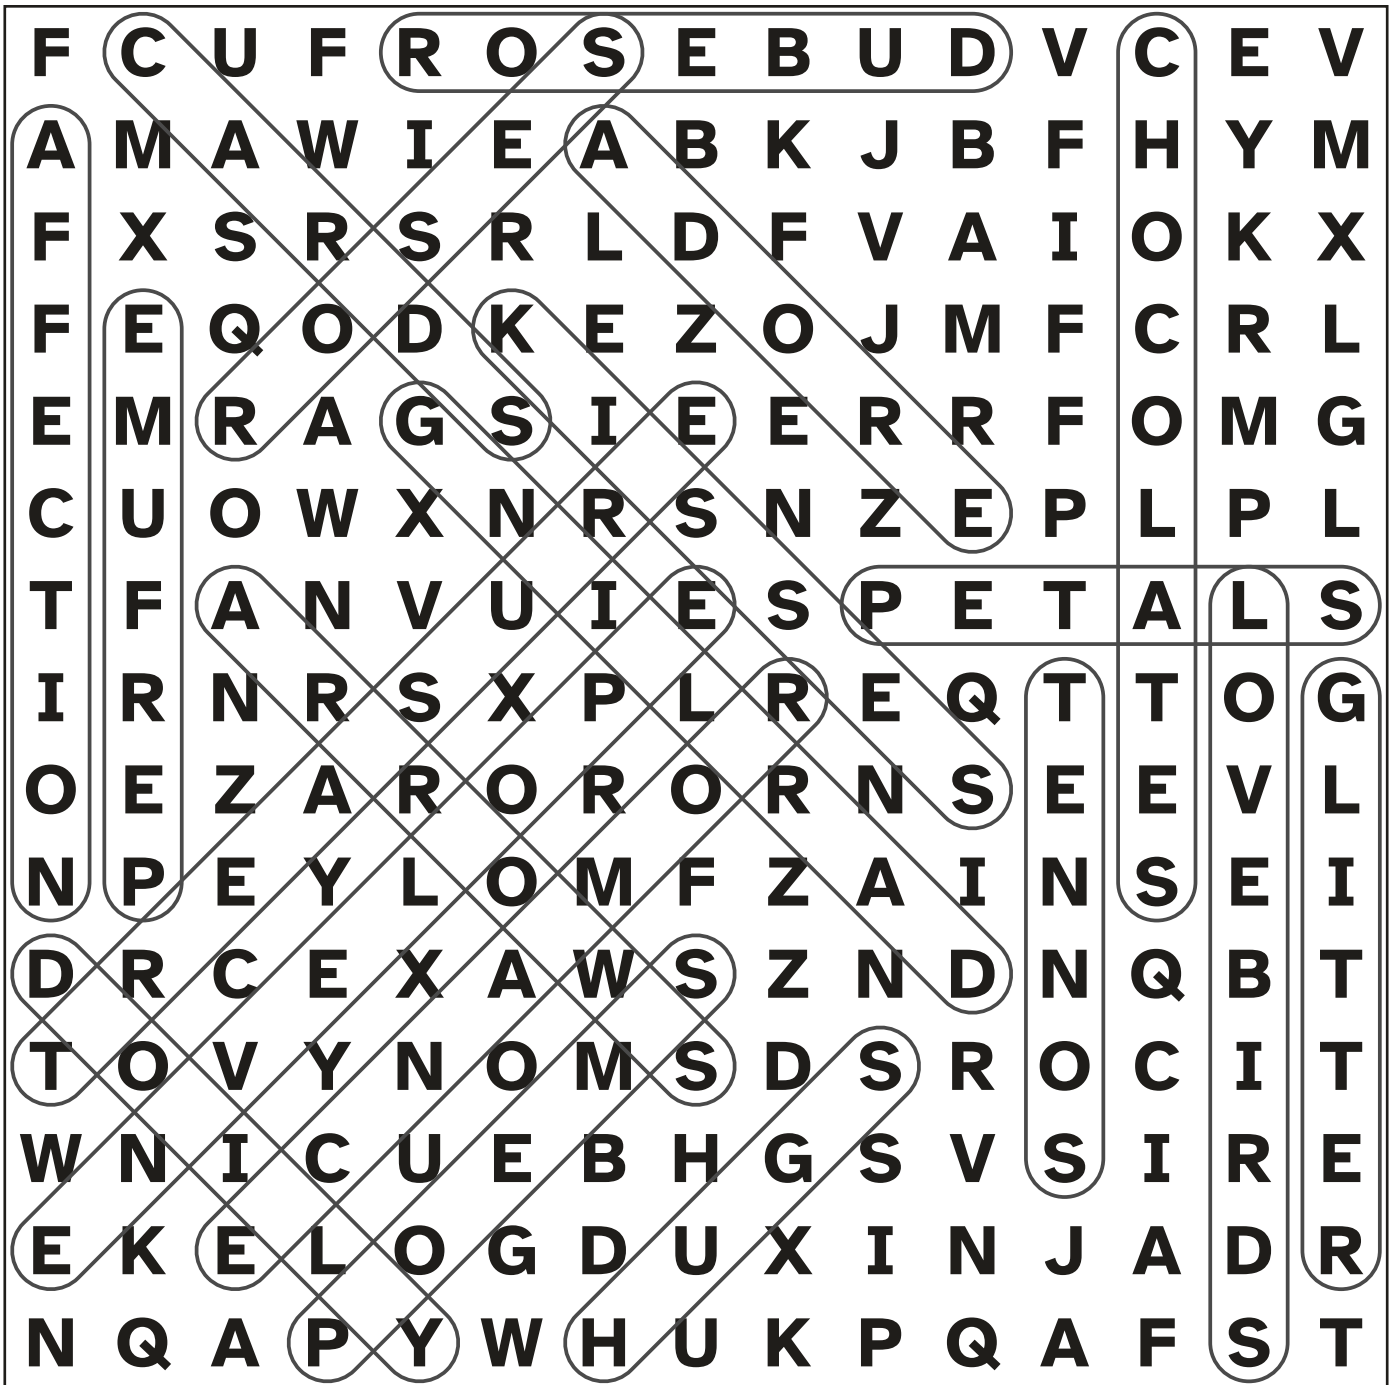 F C U F R O S E B U D V C E V
A M A W I E A B K J B F H Y M
F X S R S R L D F V A I O K X
F E Q O D K E Z O J M F C R L
E M R A G S I E E R R F O M G
C U O W X N R S N Z E P L P L
T F A N V U I E S P E T A L S
I R N R S X P L R E Q T T O G
O E Z A R O R O R N S E E V L
N P E Y L O M F Z A I N S E I
D R C E X A W S Z N D N Q B T
T O V Y N O M S D S R O C I T
W N I C U E B H G S V S I R E
E K E L O G D U X I N J A D R
N Q A P Y W H U K P Q A F S T